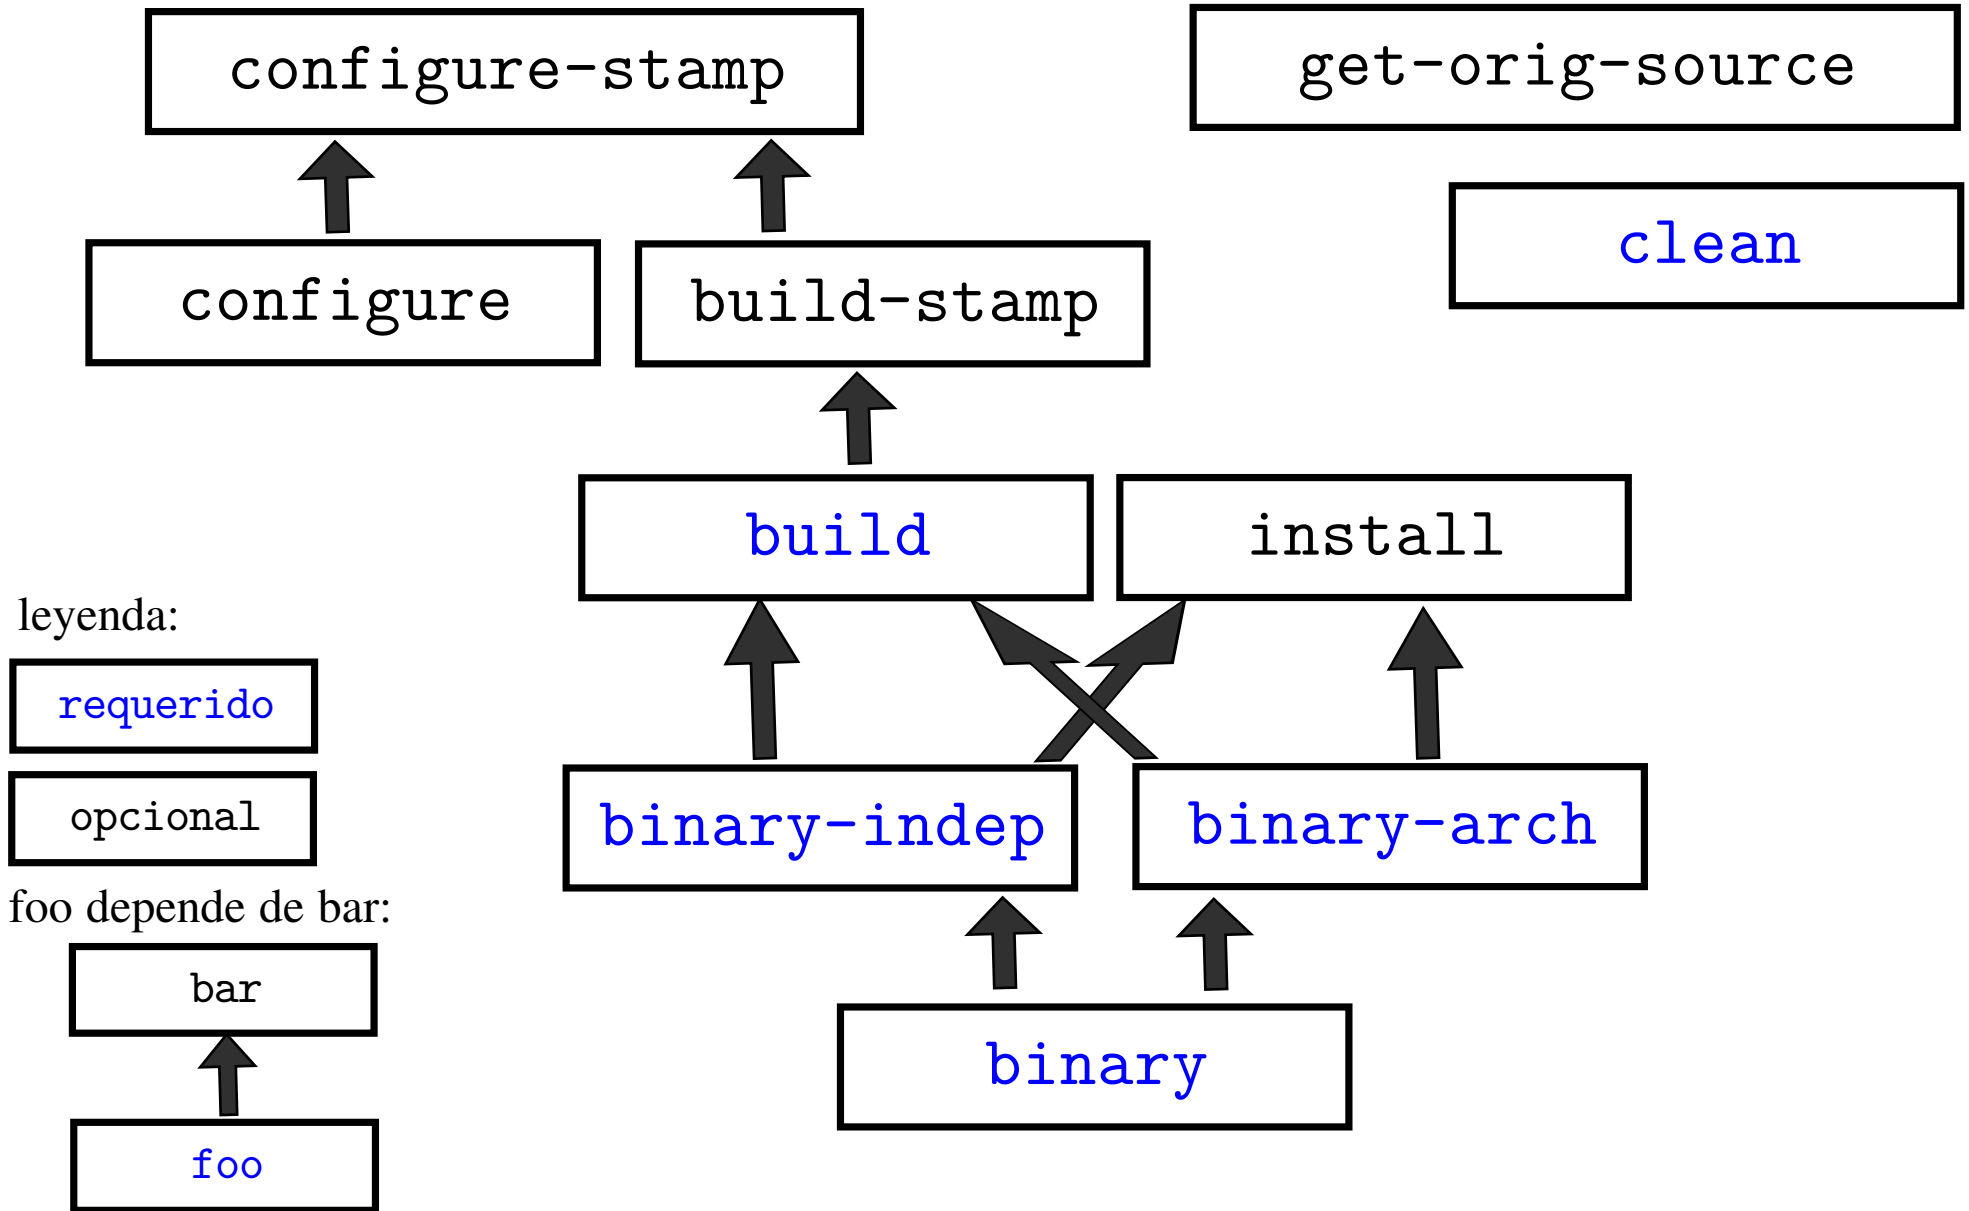 configure-stamp
get-orig-source
clean
configure
build-stamp
build
install
leyenda:
requerido
opcional
binary-indep
binary-arch
foo depende de bar:
bar
binary
foo